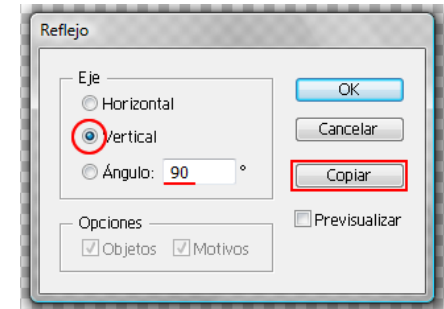 Reflejo
Eje
Horizontal
Vertical
Ángulo: 90 °
OK
Cancelar
Copiar
Previsualizar
Opciones
Objetos Motivos